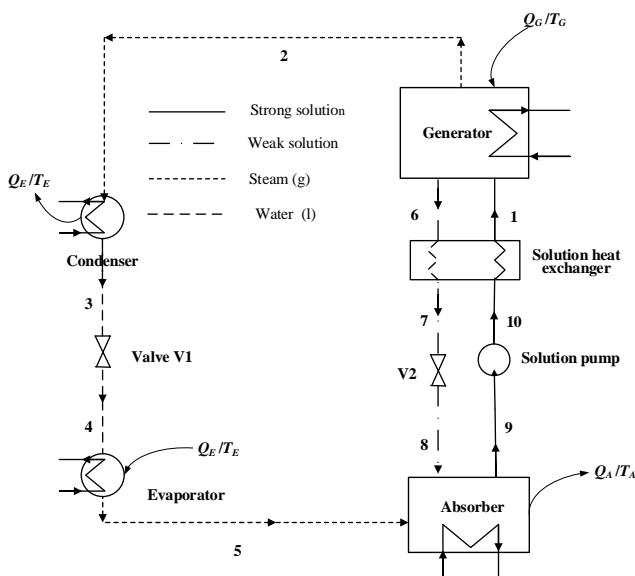 Q_G/T_G
2
Strong solution
Generator
Weak solution
Q_E/T_E
Steam (g)
6
1
Water (l)
Condenser
Solution heat
exchanger
3
7
10
Valve V1
V2
Solution pump
4
8
9
Q_E/T_E
Q_A/T_A
Evaporator
Absorber
5